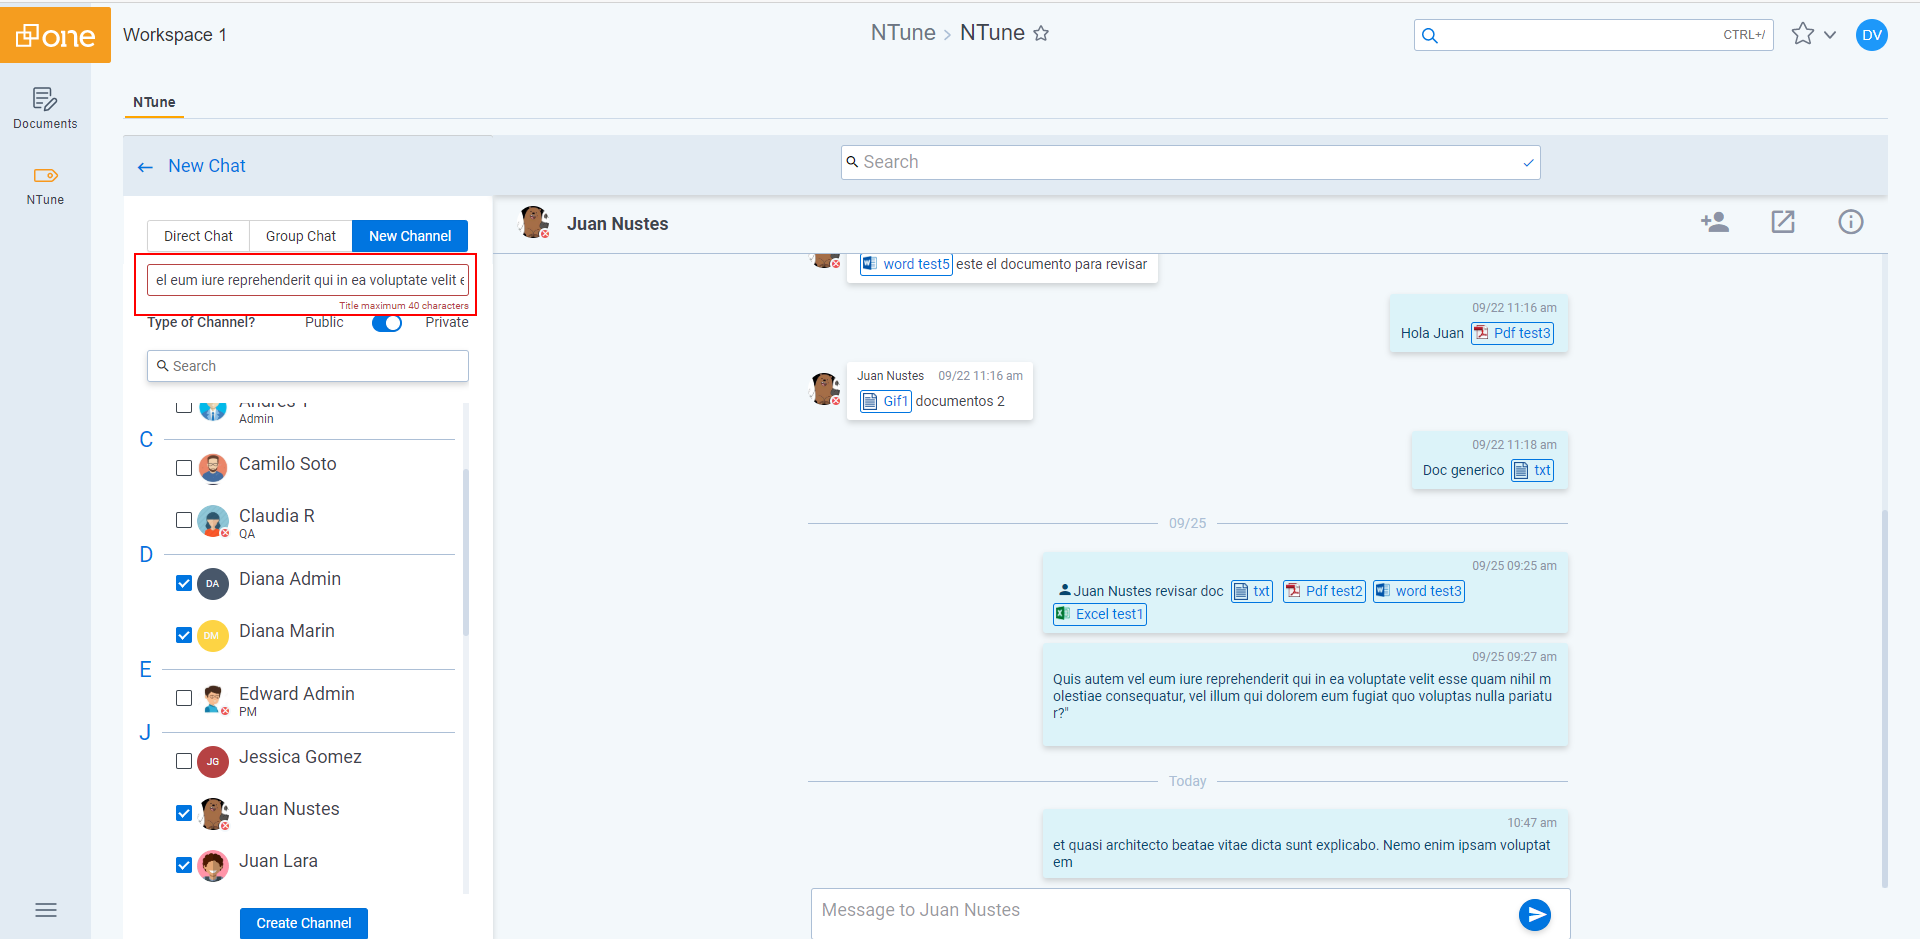 one
Workspace 1
NTune > NTune
CTRL+/
DV
Documents
NTune
NTune
New Chat
Search
Direct Chat
Group Chat
New Channel
el eum iure reprehenderit qui in ea voluptate velit e
Title maximum 40 characters
Type of Channel?
Public
Private
Search
Andres T
Admin
C
Camilo Soto
Claudia R
QA
D
DA
Diana Admin
DM
Diana Marin
E
Edward Admin
PM
J
JG
Jessica Gomez
Juan Nustes
Juan Lara
Create Channel
Juan Nustes
word test5 este el documento para revisar
09/22 11:16 am
Hola Juan Pdf test3
Juan Nustes 09/22 11:16 am
Gif1 documentos 2
09/22 11:18 am
Doc generico txt
09/25
09/25 09:25 am
Juan Nustes revisar doc txt Pdf test2 word test3
Excel test1
09/25 09:27 am
Quis autem vel eum iure reprehenderit qui in ea voluptate velit esse quam nihil m
olestiae consequatur, vel illum qui dolorem eum fugiat quo voluptas nulla pariatu
r?"
Today
10:47 am
et quasi architecto beatae vitae dicta sunt explicabo. Nemo enim ipsam voluptat
em
Message to Juan Nustes